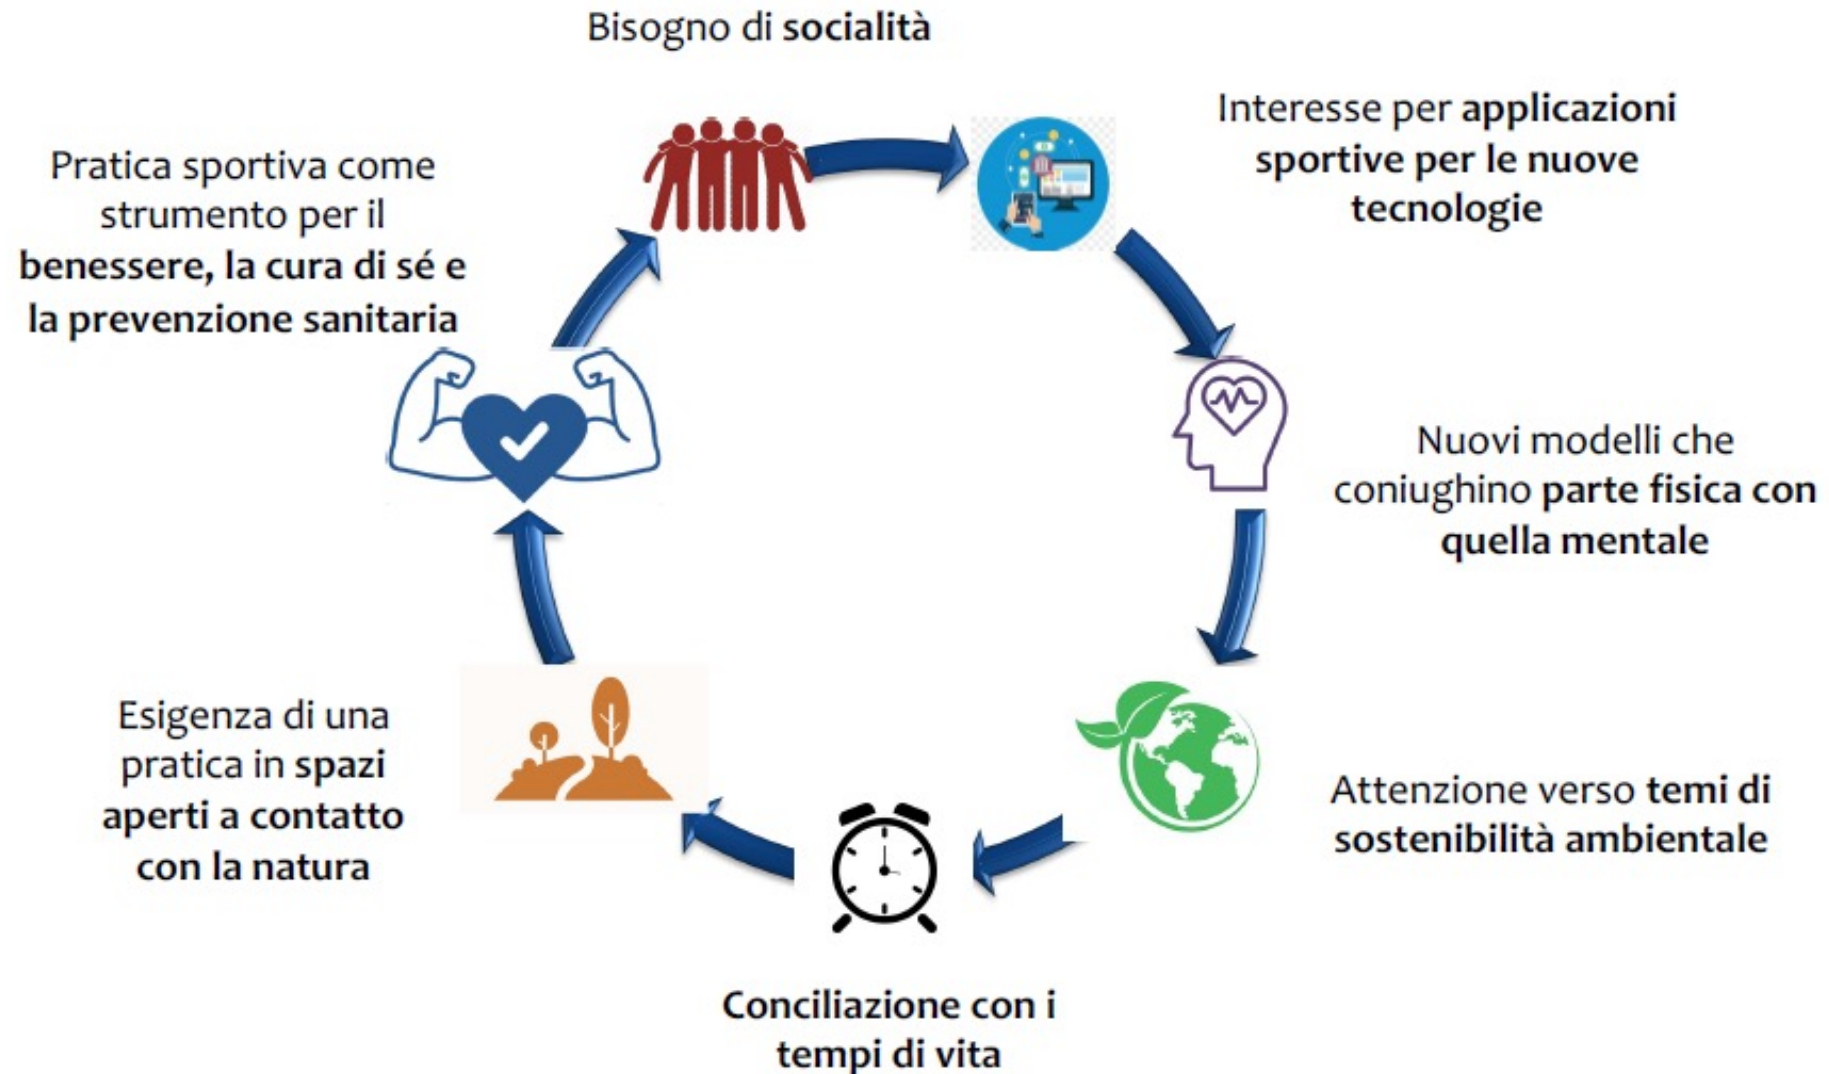 Bisogno di socialità
Interesse per applicazioni
sportive per le nuove
tecnologie
Nuovi modelli che
coniughino parte fisica con
quella mentale
Attenzione verso temi di
sostenibilità ambientale
Conciliazione con i
tempi di vita
Esigenza di una
pratica in spazi
aperti a contatto
con la natura
Pratica sportiva come
strumento per il
benessere, la cura di sé e
la prevenzione sanitaria